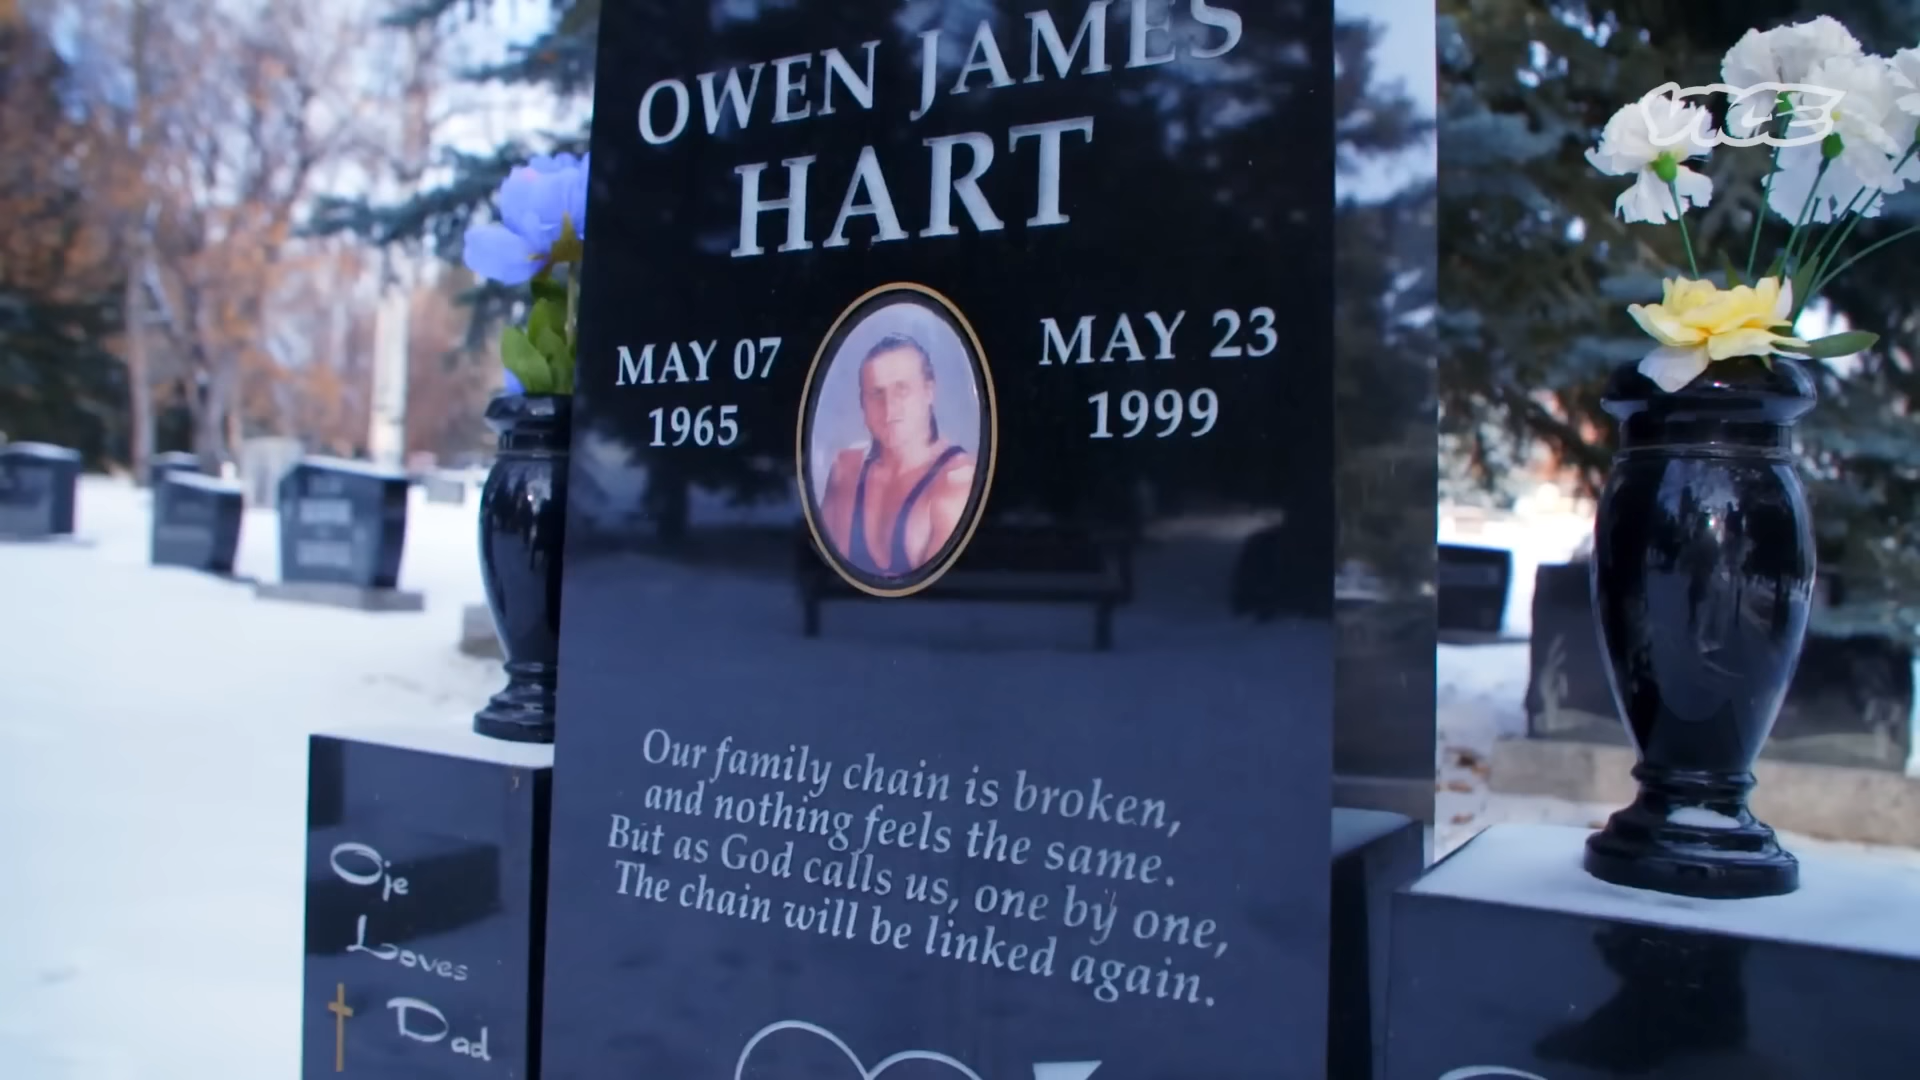 VICE
OWEN JAMES
HART
MAY 07
1965
MAY 23
1999
Our family chain is broken,
and nothing feels the same.
But as God calls us, one by one,
The chain will be linked again.
Oje
Loves
Dad